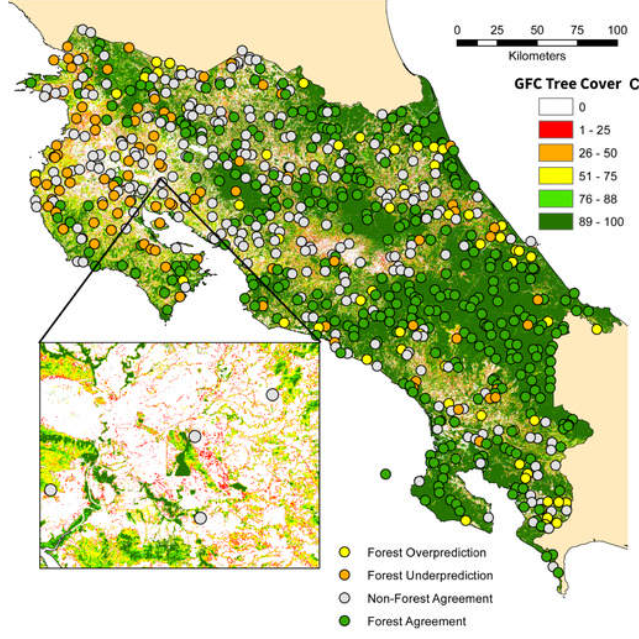 0 25 50 75 100
Kilometers
GFC Tree Cover C
0
1 - 25
26 - 50
51 - 75
76 - 88
89 - 100
Forest Overprediction
Forest Underprediction
Non-Forest Agreement
Forest Agreement